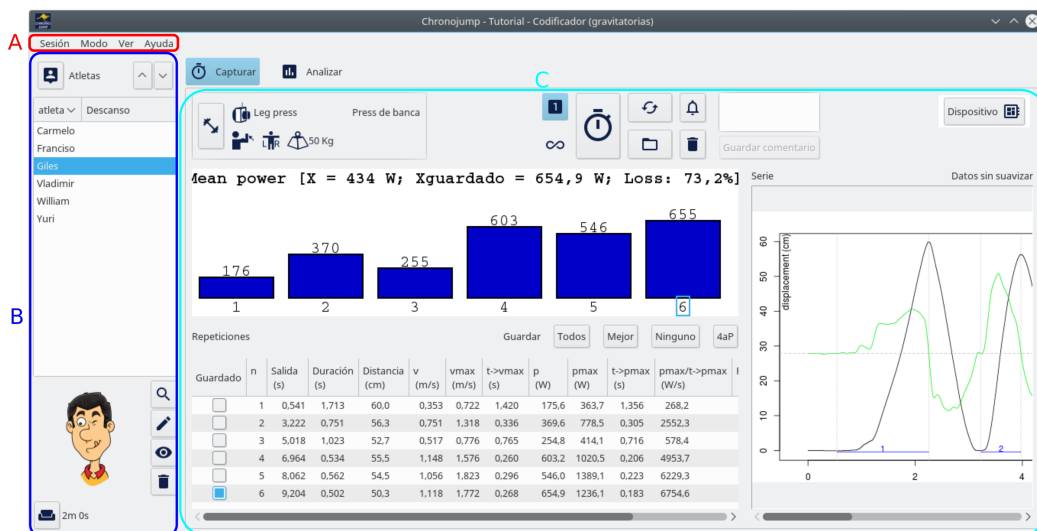 Chronojump - Tutorial - Codificador (gravitatorias)
A
Sesión Modo Ver Ayuda
Atletas
Capturar
Analizar
C
atleta Descanso
Carmelo
Franciso
Giles
Vladimir
William
Yuri
B
2m 0s
Leg press
Press de banca
L R
50 Kg
1
∞
Guardar comentario
Dispositivo
Mean power [X = 434 W; Xguardado = 654,9 W; Loss: 73,2%]
176 370 255 603 546 655
1 2 3 4 5 6
Serie
Datos sin suavizar
displacement (cm)
60
50
40
30
20
10
0
1 2
0 2 4
Repeticiones
Guardar Todos Mejor Ninguno 4aP
Guardado n Salida (s) Duración (s) Distancia (cm) v (m/s) vmax (m/s) t->vmax (s) p (W) pmax (W) t->pmax (s) pmax/t->pmax (W/s)
1 0,541 1,713 60,0 0,353 0,722 1,420 175,6 363,7 1,356 268,2
2 3,222 0,751 56,3 0,751 1,318 0,336 369,6 778,5 0,305 2552,3
3 5,018 1,023 52,7 0,517 0,776 0,765 254,8 414,1 0,716 578,4
4 6,964 0,534 55,5 1,148 1,576 0,260 603,2 1020,5 0,206 4953,7
5 8,062 0,562 54,5 1,056 1,823 0,296 546,0 1389,1 0,223 6229,3
6 9,204 0,502 50,3 1,118 1,772 0,268 654,9 1236,1 0,183 6754,6